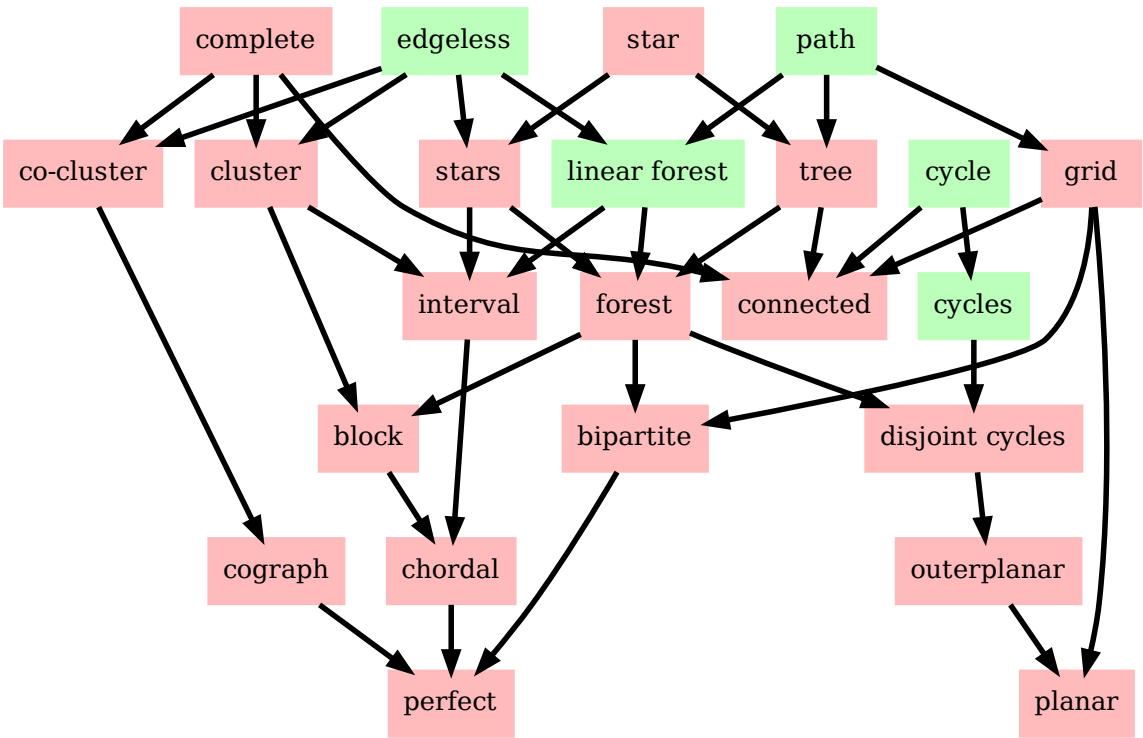 complete
edgeless
star
path
co-cluster
cluster
stars
linear forest
tree
cycle
grid
interval
forest
connected
cycles
block
bipartite
disjoint cycles
cograph
chordal
outerplanar
perfect
planar